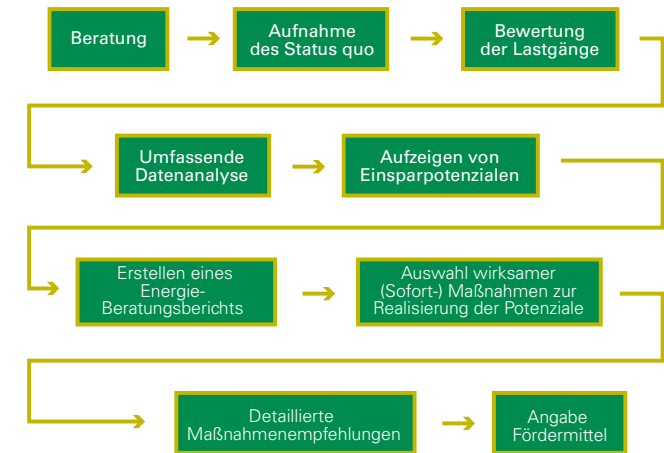 Beratung
Aufnahme
des Status quo
Bewertung
der Lastgänge
Umfassende
Datenanalyse
Aufzeigen von
Einsparpotenzialen
Erstellen eines
Energie-
Beratungsberichts
Auswahl wirksamer
(Sofort-) Maßnahmen zur
Realisierung der Potenziale
Detaillierte
Maßnahmenempfehlungen
Angabe
Fördermittel